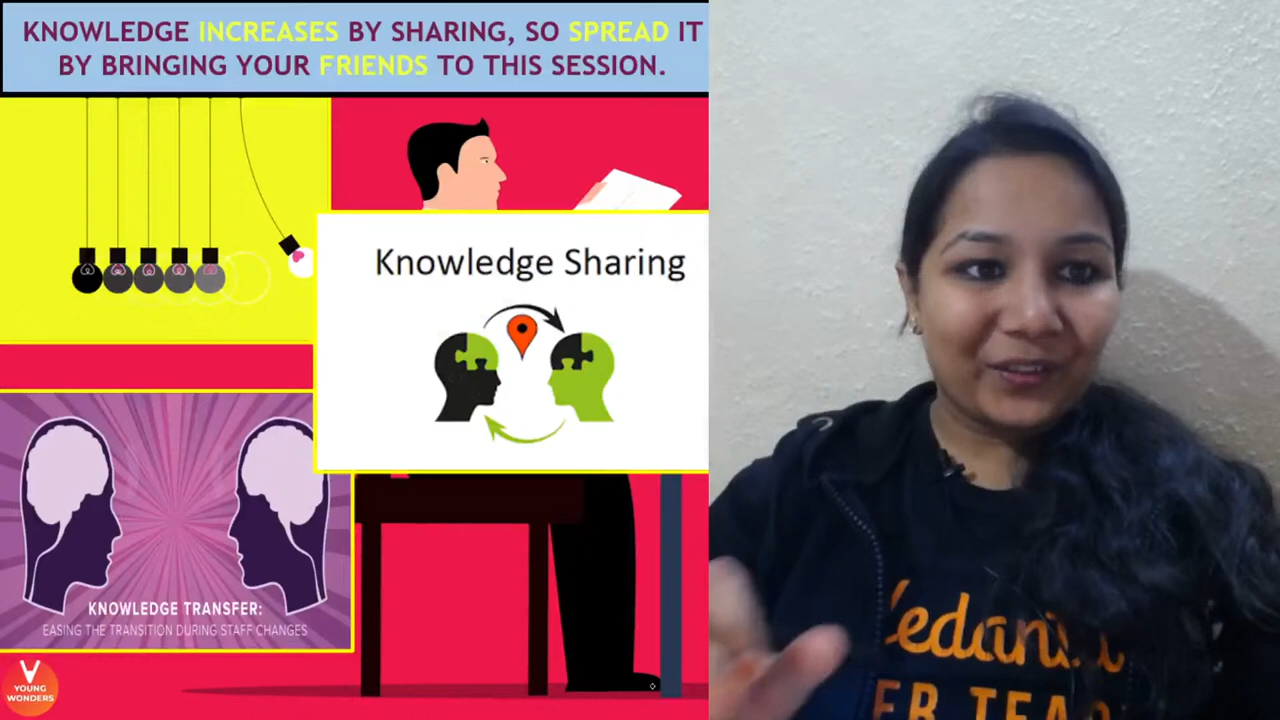 KNOWLEDGE INCREASES BY SHARING, SO SPREAD IT
BY BRINGING YOUR FRIENDS TO THIS SESSION.
Knowledge Sharing
KNOWLEDGE TRANSFER:
EASING THE TRANSITION DURING STAFF CHANGES
V
YOUNG
WONDERS